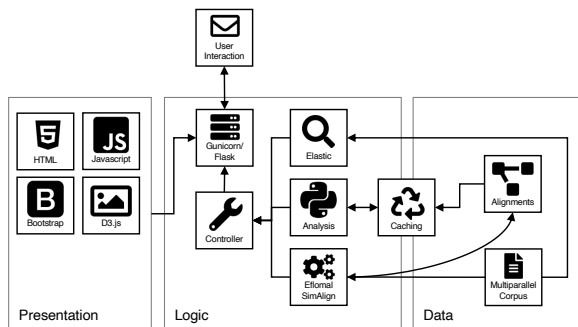 User
Interaction
5
HTML
JS
Javascript
B
Bootstrap
D3.js
Gunicorn/
Flask
Controller
Elastic
Analysis
Eflomal
SimAlign
Caching
Alignments
Multiparallel
Corpus
Presentation
Logic
Data